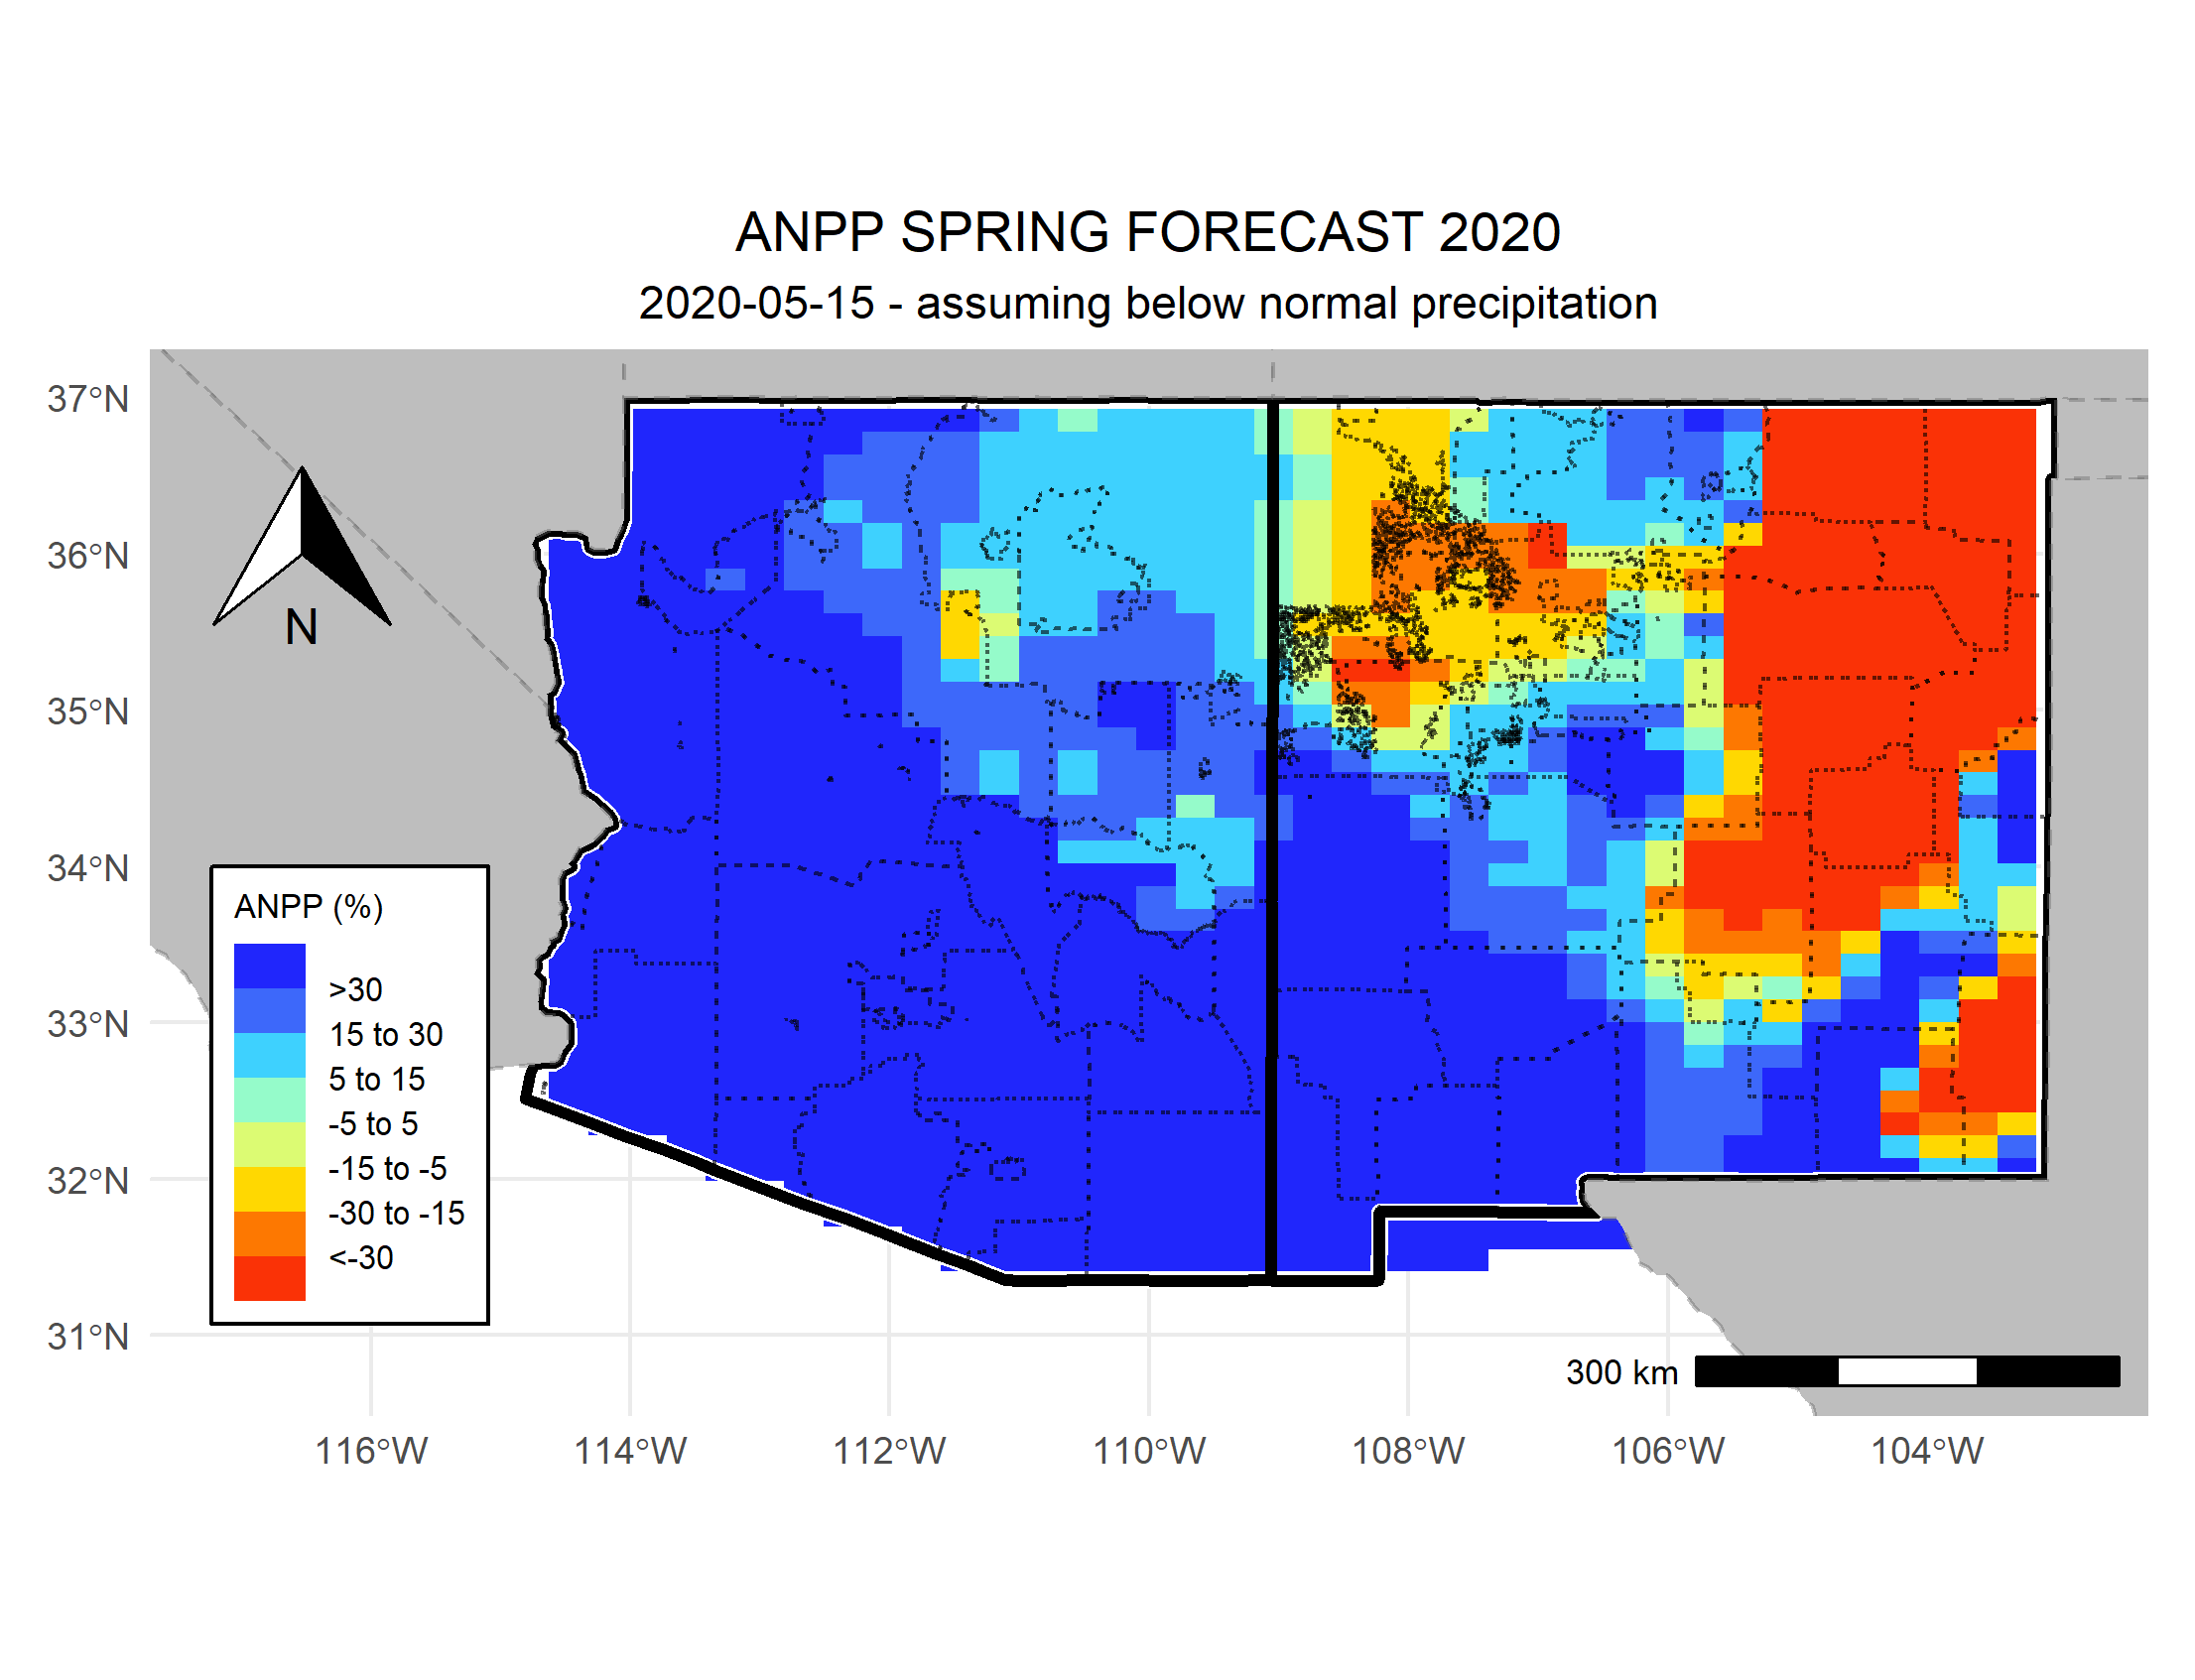 ANPP SPRING FORECAST 2020
2020-05-15 - assuming below normal precipitation
37°N
36°N
35°N
34°N
33°N
32°N
31°N
N
ANPP (%)
>30
15 to 30
5 to 15
-5 to 5
-15 to -5
-30 to -15
<-30
300 km
116°W
114°W
112°W
110°W
108°W
106°W
104°W